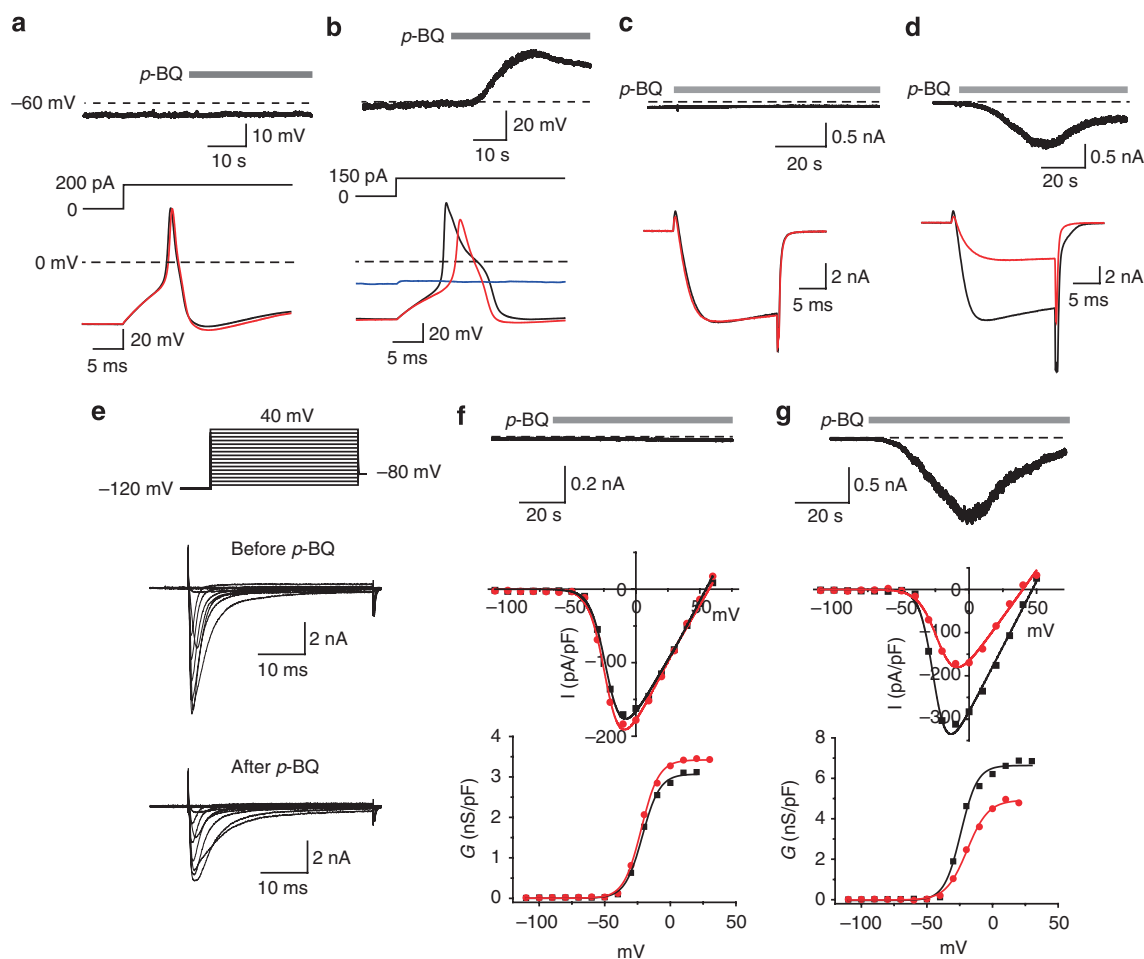 a
p-BQ
−60 mV
10 mV
10 s
200 pA
0
0 mV
20 mV
5 ms
b
p-BQ
20 mV
10 s
150 pA
0
20 mV
5 ms
c
p-BQ
0.5 nA
20 s
2 nA
5 ms
d
p-BQ
0.5 nA
20 s
2 nA
5 ms
e
40 mV
−120 mV
−80 mV
Before p-BQ
2 nA
10 ms
After p-BQ
2 nA
10 ms
f
p-BQ
0.2 nA
20 s
−100 −50 0 50
mV
−100
−200
I (pA/pF)
4
3
2
1
0
G (nS/pF)
−100 −50 0 50
mV
g
p-BQ
0.5 nA
20 s
−100 −50 0 50
mV
−100
−200
−300
I (pA/pF)
8
6
4
2
0
G (nS/pF)
−100 −50 0 50
mV